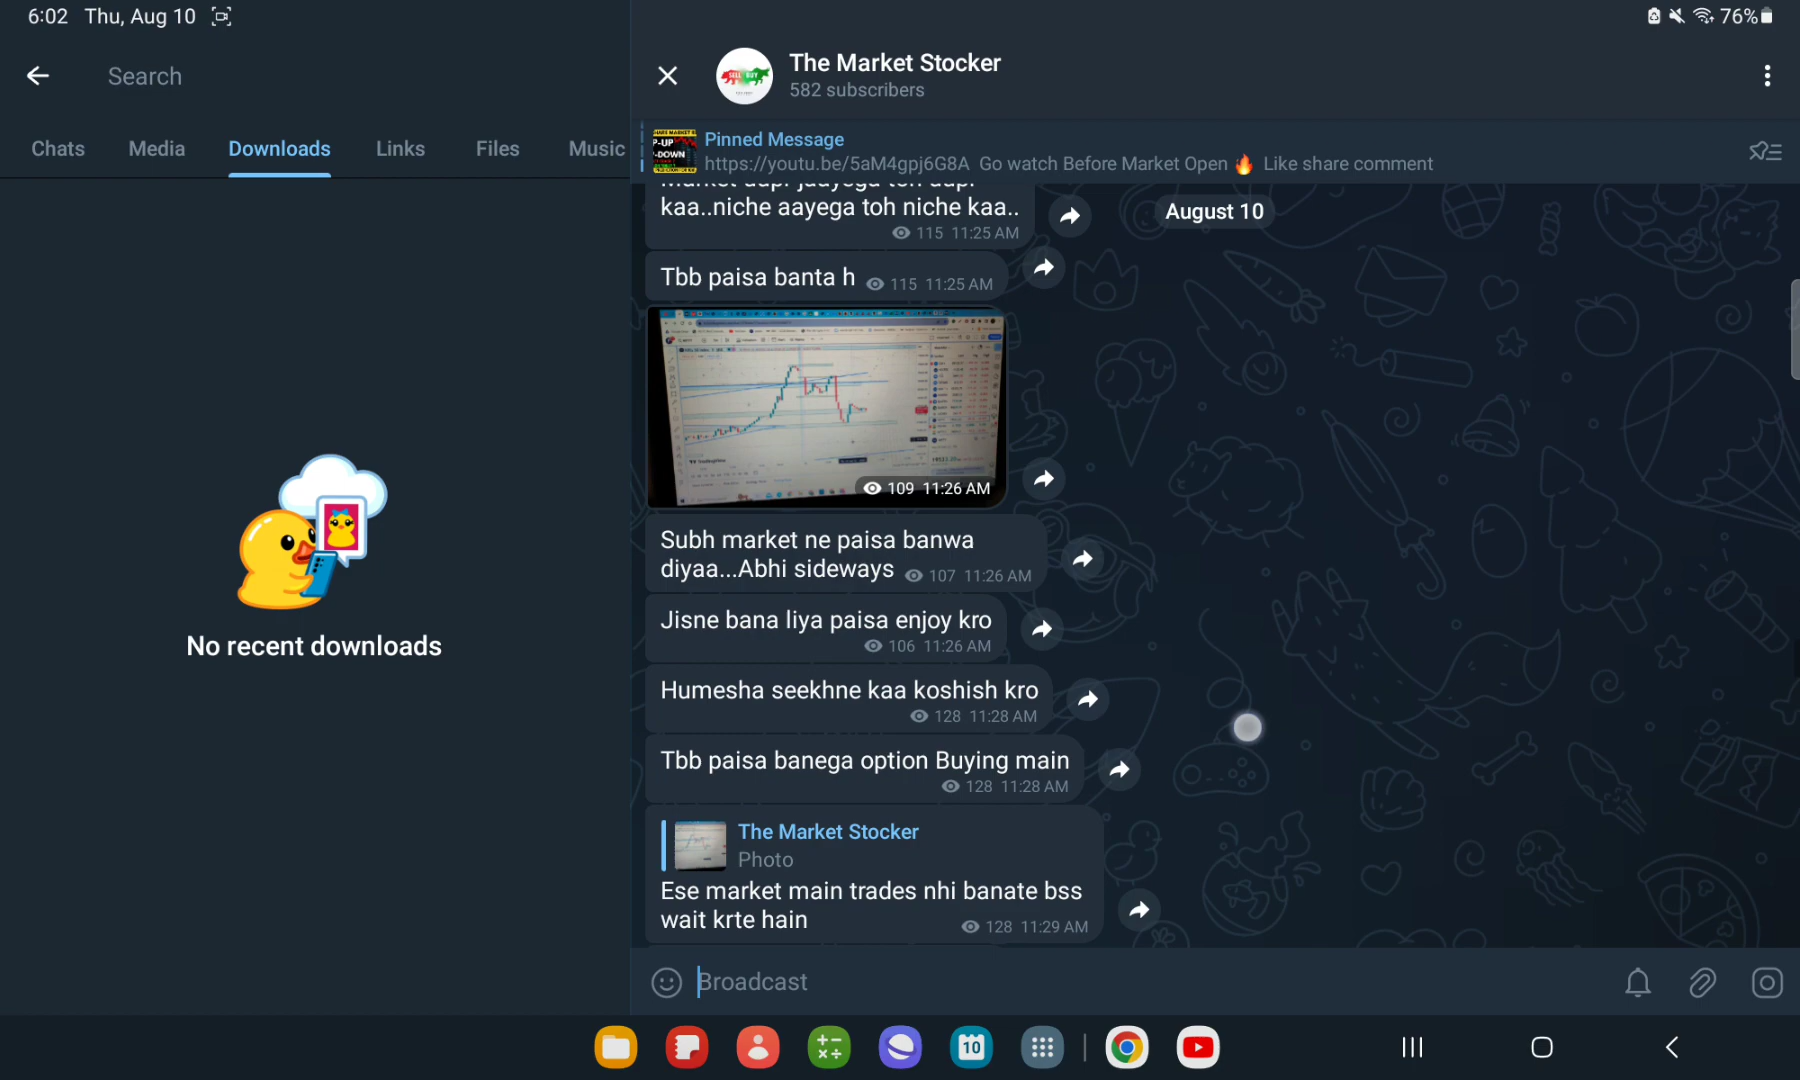 6:02 Thu, Aug 10
76%
Search
Chats Media Downloads Links Files Music
No recent downloads
The Market Stocker
582 subscribers
Pinned Message
https://youtu.be/5aM4gpj6G8A Go watch Before Market Open 🔥 Like share comment
August 10
kaa..niche aayega toh niche kaa..
115 11:25 AM
Tbb paisa banta h 115 11:25 AM
109 11:26 AM
Subh market ne paisa banwa
diyaa...Abhi sideways 107 11:26 AM
Jisne bana liya paisa enjoy kro
106 11:26 AM
Humesha seekhne kaa koshish kro
128 11:28 AM
Tbb paisa banega option Buying main
128 11:28 AM
The Market Stocker
Photo
Ese market main trades nhi banate bss
wait krte hain 128 11:29 AM
Broadcast
10